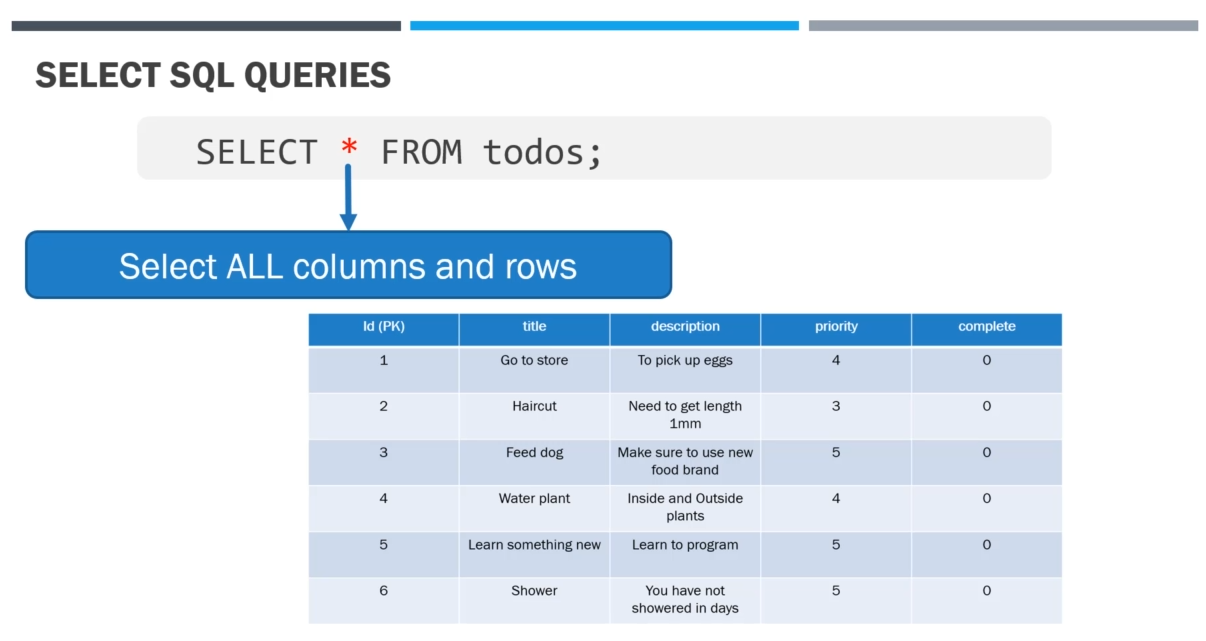 SELECT SQL QUERIES
SELECT * FROM todos;
Select ALL columns and rows
Id (PK) title description priority complete
1 Go to store To pick up eggs 4 0
2 Haircut Need to get length 3 0
1mm
3 Feed dog Make sure to use new 5 0
food brand
4 Water plant Inside and Outside 4 0
plants
5 Learn something new Learn to program 5 0
6 Shower You have not 5 0
showered in days